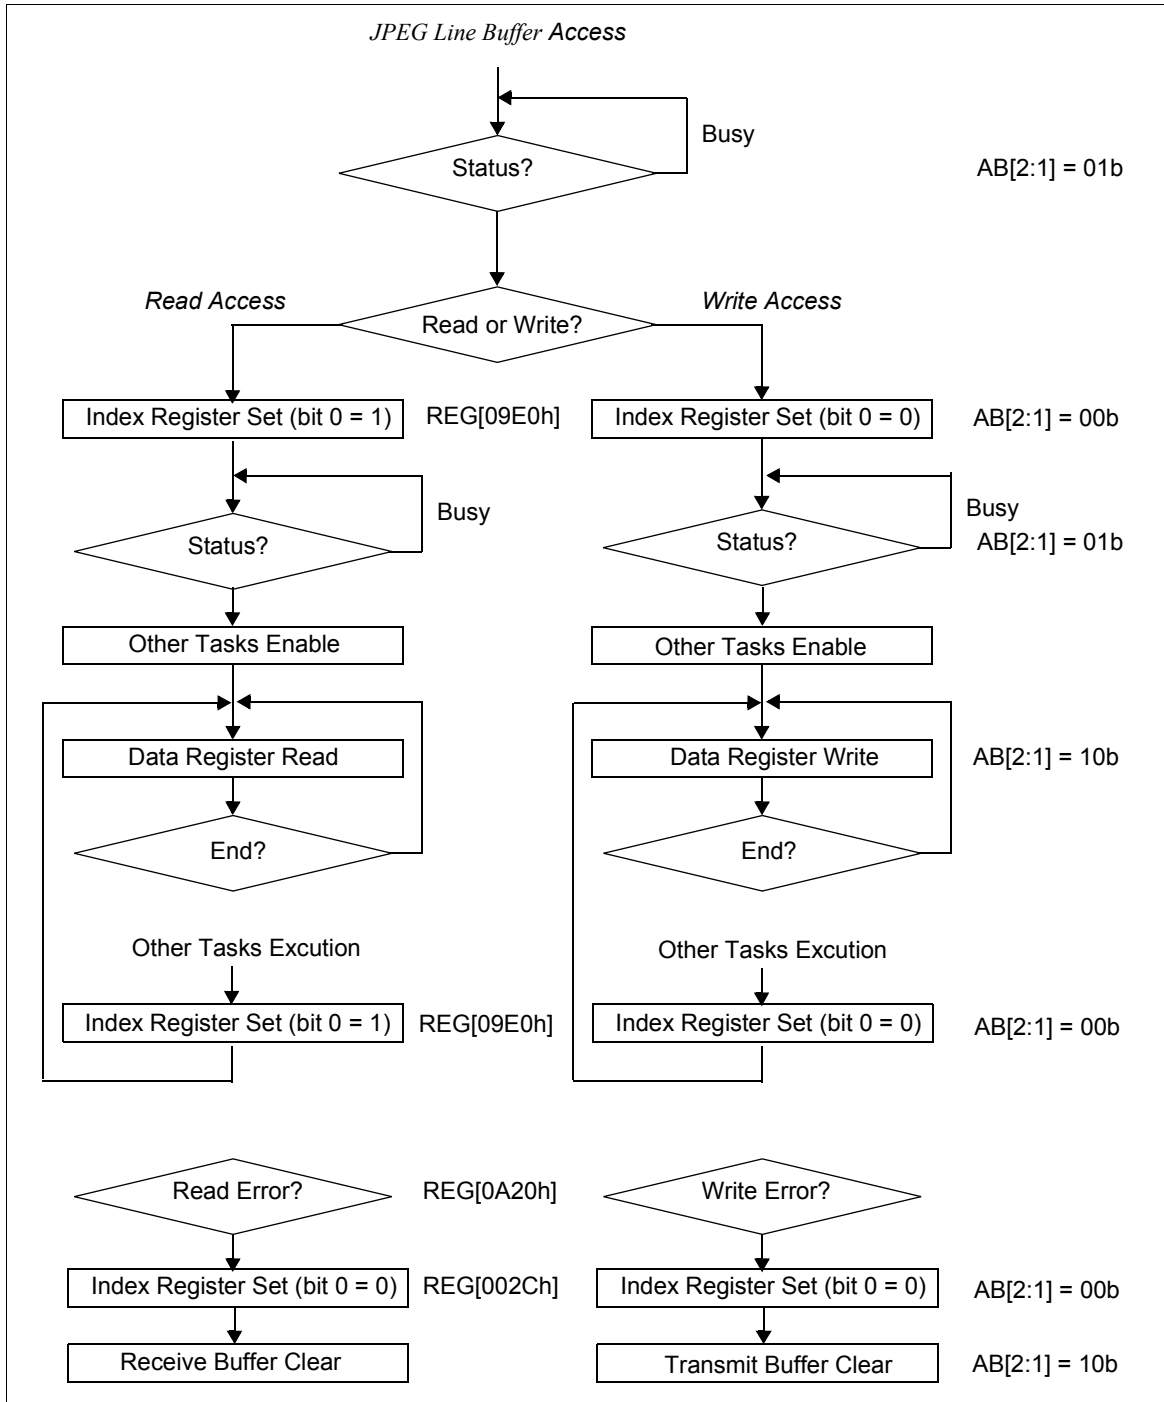 JPEG Line Buffer Access
Busy
Status?
AB[2:1] = 01b
Read Access
Write Access
Read or Write?
Index Register Set (bit 0 = 1)
REG[09E0h]
Index Register Set (bit 0 = 0)
AB[2:1] = 00b
Busy
Busy
Status?
Status?
AB[2:1] = 01b
Other Tasks Enable
Other Tasks Enable
Data Register Read
Data Register Write
AB[2:1] = 10b
End?
End?
Other Tasks Excution
Other Tasks Excution
Index Register Set (bit 0 = 1)
REG[09E0h]
Index Register Set (bit 0 = 0)
AB[2:1] = 00b
Read Error?
REG[0A20h]
Write Error?
Index Register Set (bit 0 = 0)
REG[002Ch]
Index Register Set (bit 0 = 0)
AB[2:1] = 00b
Receive Buffer Clear
Transmit Buffer Clear
AB[2:1] = 10b